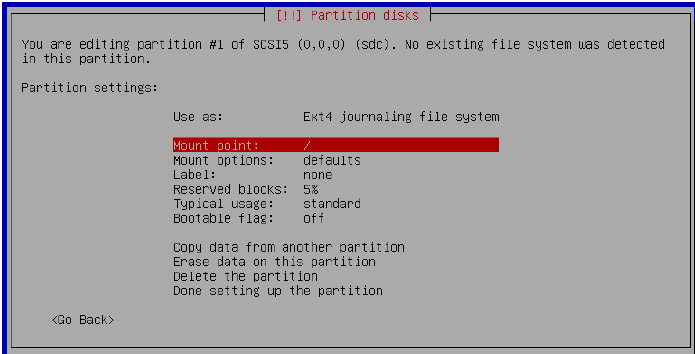 [!!] Partition disks
You are editing partition #1 of SCSI5 (0,0,0) (sdc). No existing file system was detected
in this partition.
Partition settings:
Use as: Ext4 journaling file system
Mount point: /
Mount options: defaults
Label: none
Reserved blocks: 5%
Typical usage: standard
Bootable flag: off
Copy data from another partition
Erase data on this partition
Delete the partition
Done setting up the partition
<Go Back>